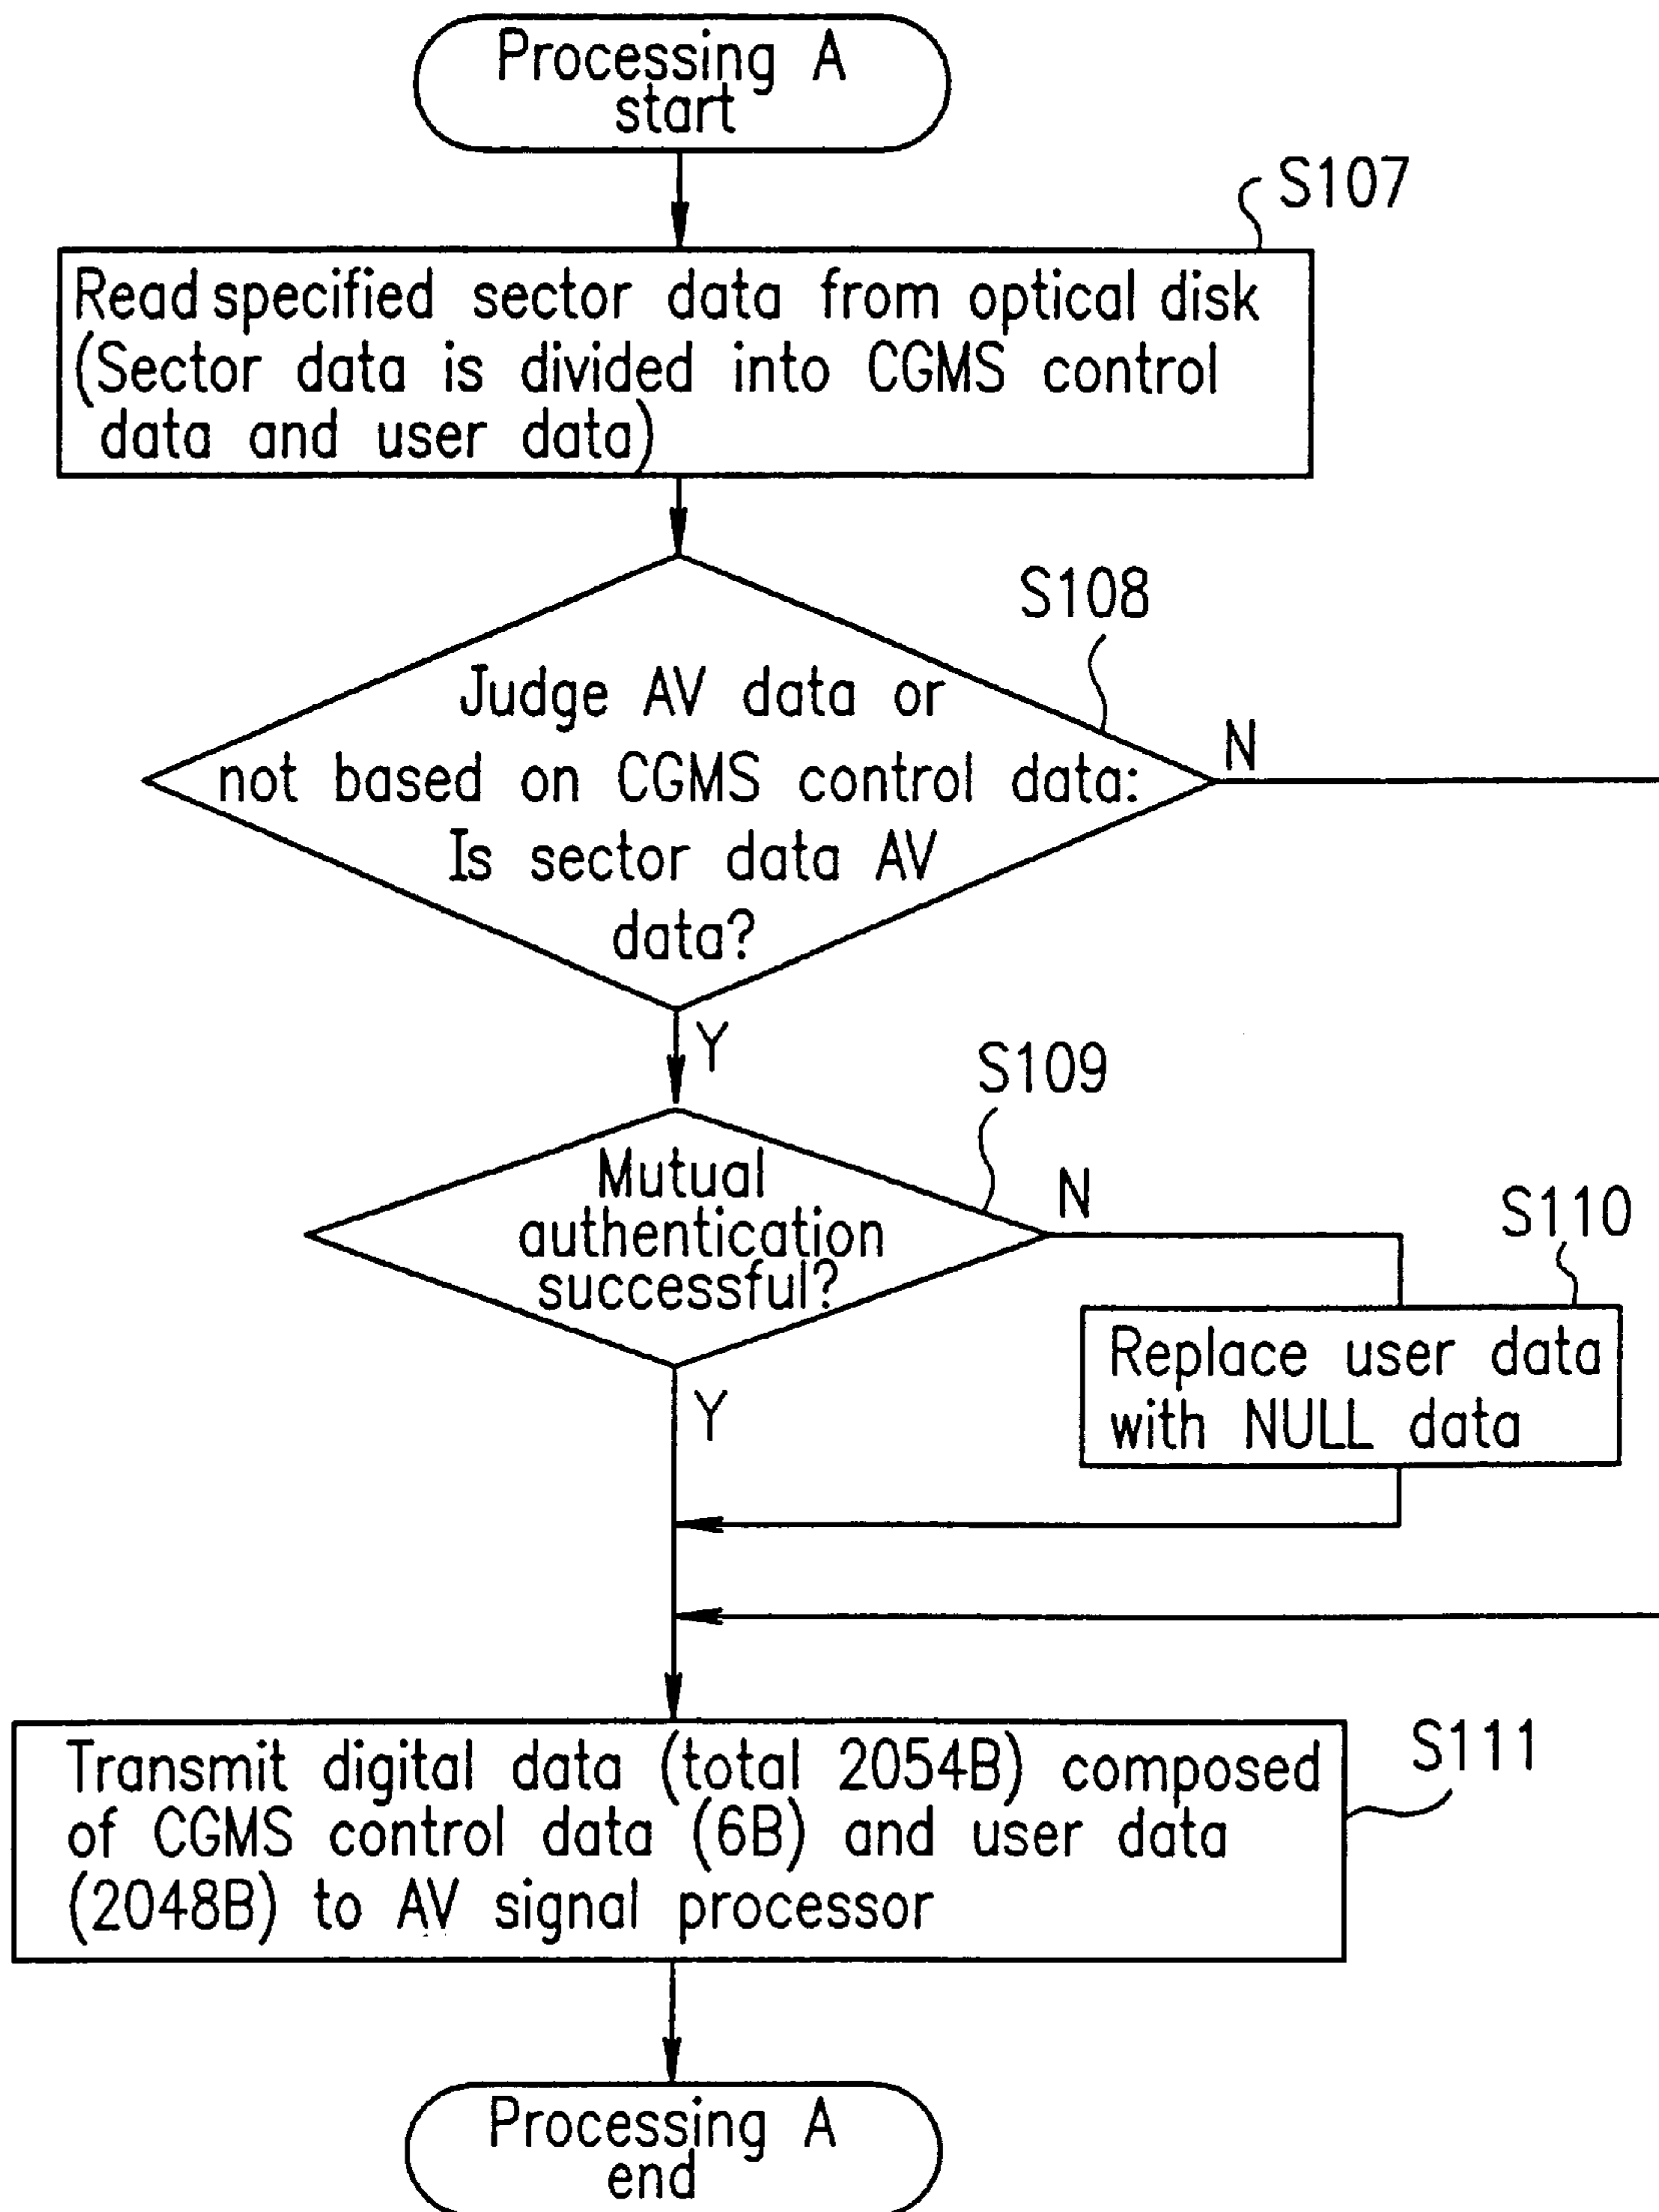 Processing A
start
S107
Read specified sector data from optical disk
(Sector data is divided into CGMS control
data and user data)
S108
Judge AV data or
not based on CGMS control data:
Is sector data AV
data?
N
Y
S109
Mutual
authentication
successful?
N
S110
Replace user data
with NULL data
Y
S111
Transmit digital data (total 2054B) composed
of CGMS control data (6B) and user data
(2048B) to AV signal processor
Processing A
end